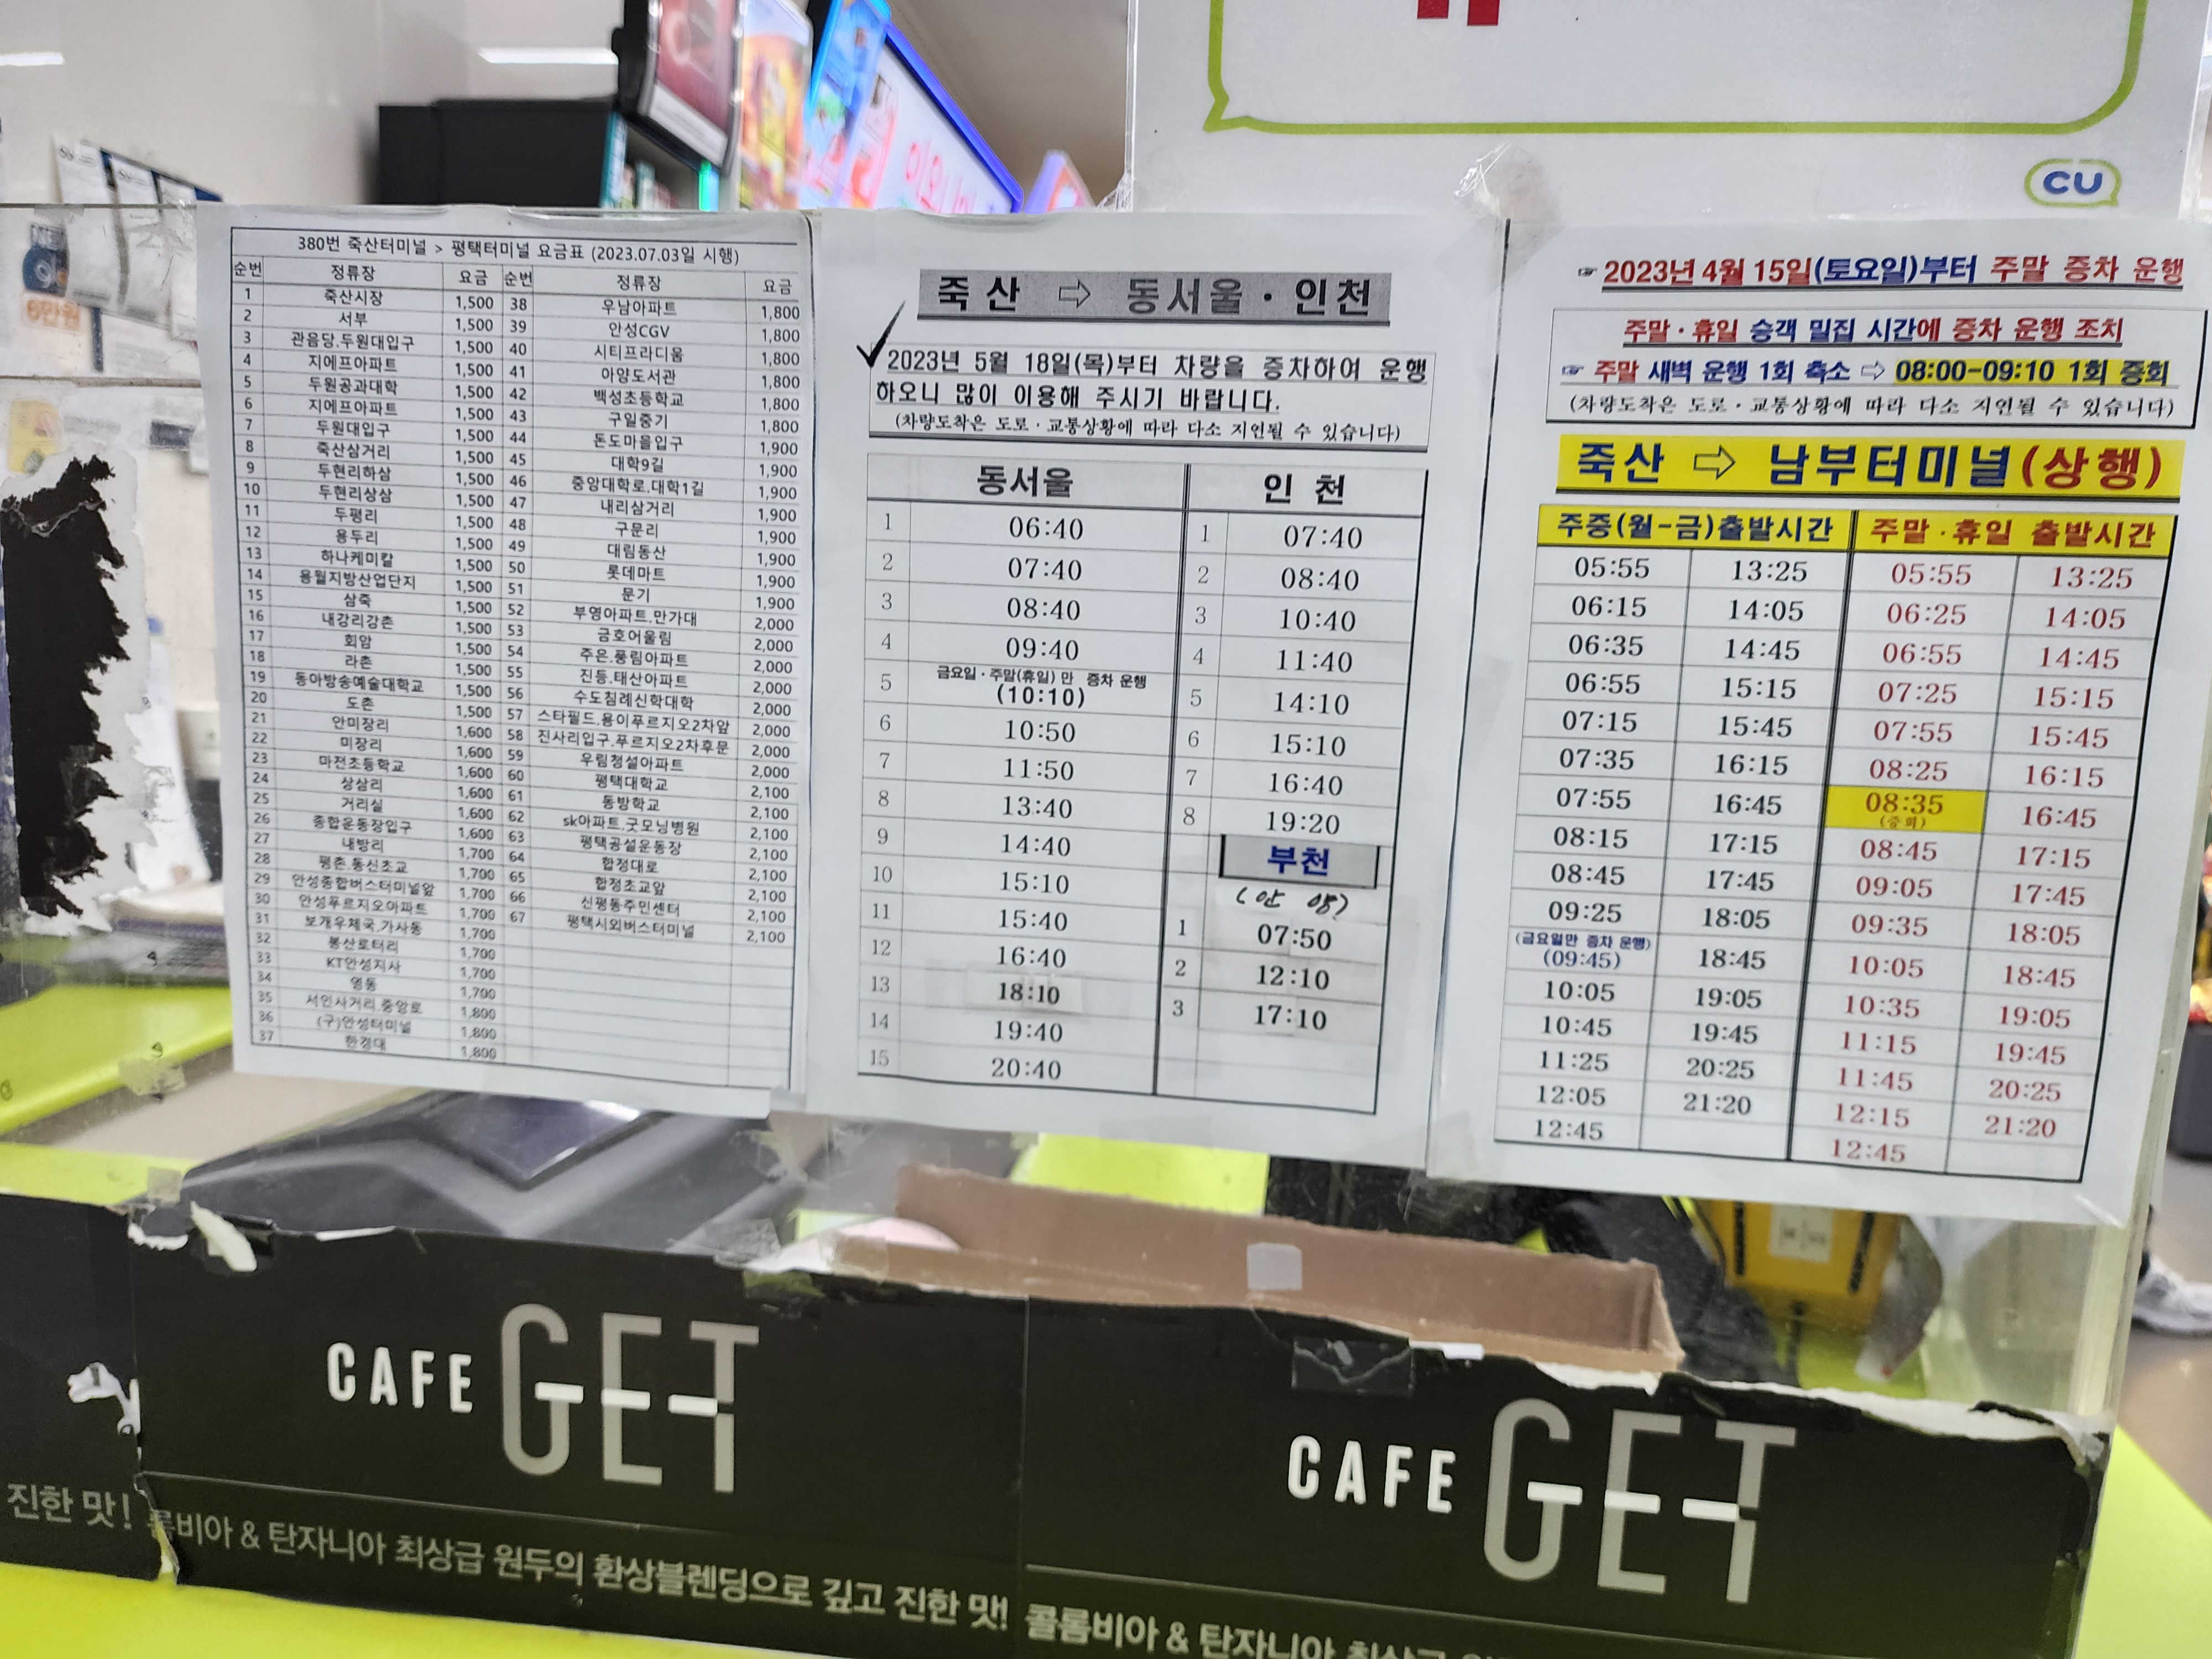 380번 죽산터미널 > 평택터미널 요금표 (2023.07.03일 시행)
순번 정류장 요금 순번 정류장 요금
1 죽산시장 1,500 38 우남아파트 1,800
2 서부 1,500 39 안성CGV 1,800
3 관음당.두원대입구 1,500 40 시티프라디움 1,800
4 지에프아파트 1,500 41 아양도서관 1,800
5 두원공과대학 1,500 42 백성초등학교 1,800
6 지에프아파트 1,500 43 구일중기 1,800
7 두원대입구 1,500 44 돈도마을입구 1,900
8 죽산삼거리 1,500 45 대학9길 1,900
9 두현리하삼 1,500 46 중앙대학로.대학1길 1,900
10 두현리상삼 1,500 47 내리삼거리 1,900
11 두평리 1,500 48 구문리 1,900
12 용두리 1,500 49 대림동산 1,900
13 하나케미칼 1,500 50 롯데마트 1,900
14 용월지방산업단지 1,500 51 문기 1,900
15 삼죽 1,500 52 부영아파트.만가대 2,000
16 내강리강촌 1,500 53 금호어울림 2,000
17 회암 1,500 54 주은.풍림아파트 2,000
18 라촌 1,500 55 진등.태산아파트 2,000
19 동아방송예술대학교 1,500 56 수도침례신학대학 2,000
20 도촌 1,500 57 스타필드.용이푸르지오2차앞 2,000
21 안미장리 1,600 58 진사리입구.푸르지오2차후문 2,000
22 미장리 1,600 59 우림청설아파트 2,000
23 마전초등학교 1,600 60 평택대학교 2,100
24 상삼리 1,600 61 동방학교 2,100
25 거리실 1,600 62 sk아파트.굿모닝병원 2,100
26 종합운동장입구 1,600 63 평택공설운동장 2,100
27 내방리 1,700 64 합정대로 2,100
28 평촌.동신초교 1,700 65 합정초교앞 2,100
29 안성종합버스터미널앞 1,700 66 신평동주민센터 2,100
30 안성푸르지오아파트 1,700 67 평택시외버스터미널 2,100
31 보개우체국.가사동 1,700
32 봉산로터리 1,700
33 KT안성지사 1,700
34 영동 1,700
35 서인사거리.중앙로 1,800
36 (구)안성터미널 1,800
37 한경대 1,800
죽산 ⇨ 동서울·인천
2023년 5월 18일(목)부터 차량을 증차하여 운행
하오니 많이 이용해 주시기 바랍니다.
(차량도착은 도로·교통상황에 따라 다소 지연될 수 있습니다)
동서울
1 06:40
2 07:40
3 08:40
4 09:40
5 금요일·주말(휴일)만 증차 운행
(10:10)
6 10:50
7 11:50
8 13:40
9 14:40
10 15:10
11 15:40
12 16:40
13 18:10
14 19:40
15 20:40
인 천
1 07:40
2 08:40
3 10:40
4 11:40
5 14:10
6 15:10
7 16:40
8 19:20
부천
1 07:50
2 12:10
3 17:10
CU
☞ 2023년 4월 15일(토요일)부터 주말 증차 운행
주말·휴일 승객 밀집 시간에 증차 운행 조치
☞ 주말 새벽 운행 1회 축소 ⇨ 08:00-09:10 1회 증회
(차량도착은 도로·교통상황에 따라 다소 지연될 수 있습니다)
죽산 ⇨ 남부터미널(상행)
주중(월-금)출발시간 주말·휴일 출발시간
05:55 13:25 05:55 13:25
06:15 14:05 06:25 14:05
06:35 14:45 06:55 14:45
06:55 15:15 07:25 15:15
07:15 15:45 07:55 15:45
07:35 16:15 08:25 16:15
07:55 16:45 08:35 (증회) 16:45
08:15 17:15 08:45 17:15
08:45 17:45 09:05 17:45
09:25 18:05 09:35 18:05
(금요일만 증차 운행)
(09:45) 18:45 10:05 18:45
10:05 19:05 10:35 19:05
10:45 19:45 11:15 19:45
11:25 20:25 11:45 20:25
12:05 21:20 12:15 21:20
12:45 12:45
CAFE GET
CAFE GET
진한 맛!
콜롬비아 & 탄자니아 최상급 원두의 환상블렌딩으로 깊고 진한 맛!
콜롬비아 & 탄자니아 최상급